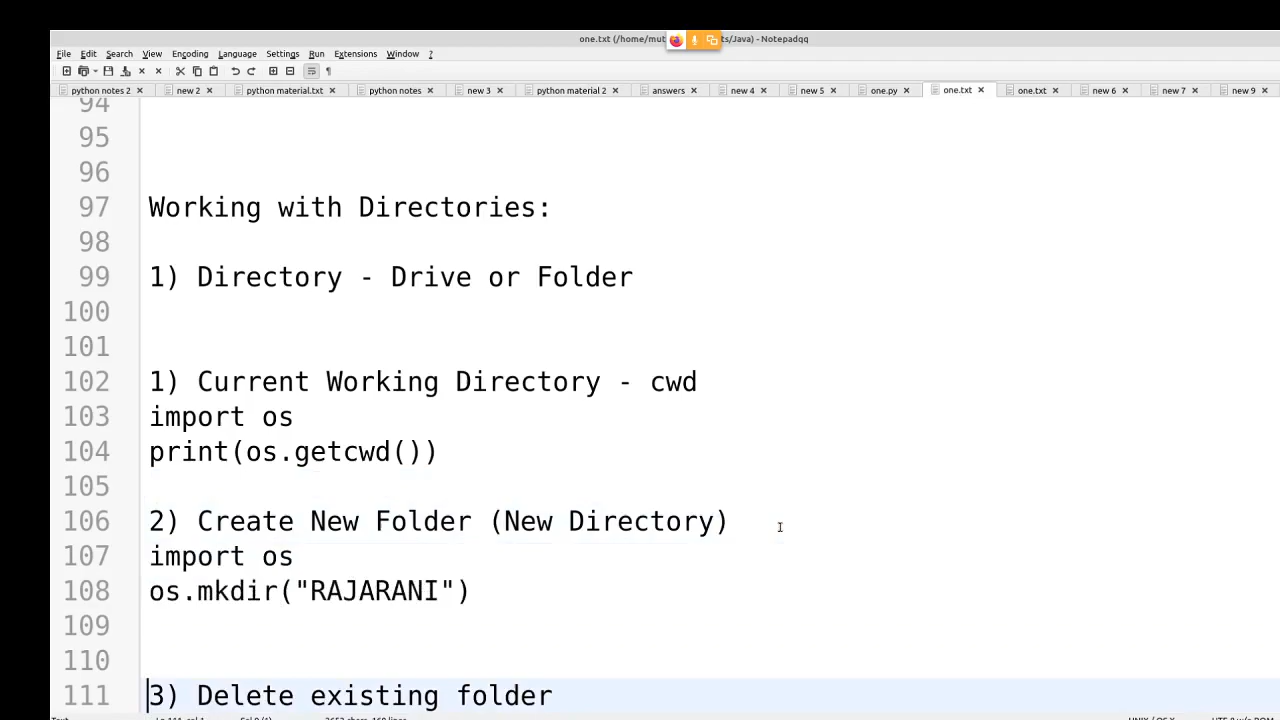 one.txt (/home/mut ts/Java) - Notepadqq
File Edit Search View Encoding Language Settings Run Extensions Window ?
python notes 2 new 2 python material.txt python notes new 3 python material 2 answers new 4 new 5 one.py one.txt one.txt new 6 new 7 new 9
94
95
96
97 Working with Directories:
98
99 1) Directory - Drive or Folder
100
101
102 1) Current Working Directory - cwd
103 import os
104 print(os.getcwd())
105
106 2) Create New Folder (New Directory)
107 import os
108 os.mkdir("RAJARANI")
109
110
111 3) Delete existing folder